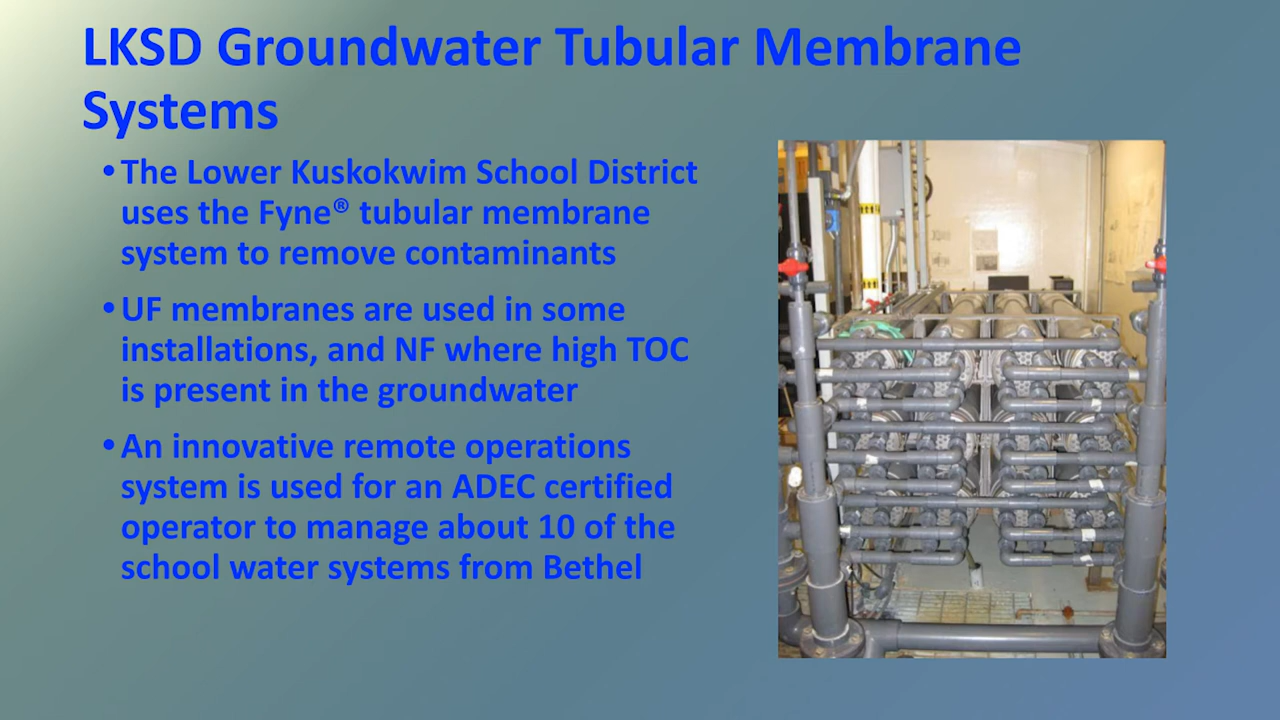 LKSD Groundwater Tubular Membrane
Systems
•The Lower Kuskokwim School District
uses the Fyne® tubular membrane
system to remove contaminants
•UF membranes are used in some
installations, and NF where high TOC
is present in the groundwater
•An innovative remote operations
system is used for an ADEC certified
operator to manage about 10 of the
school water systems from Bethel